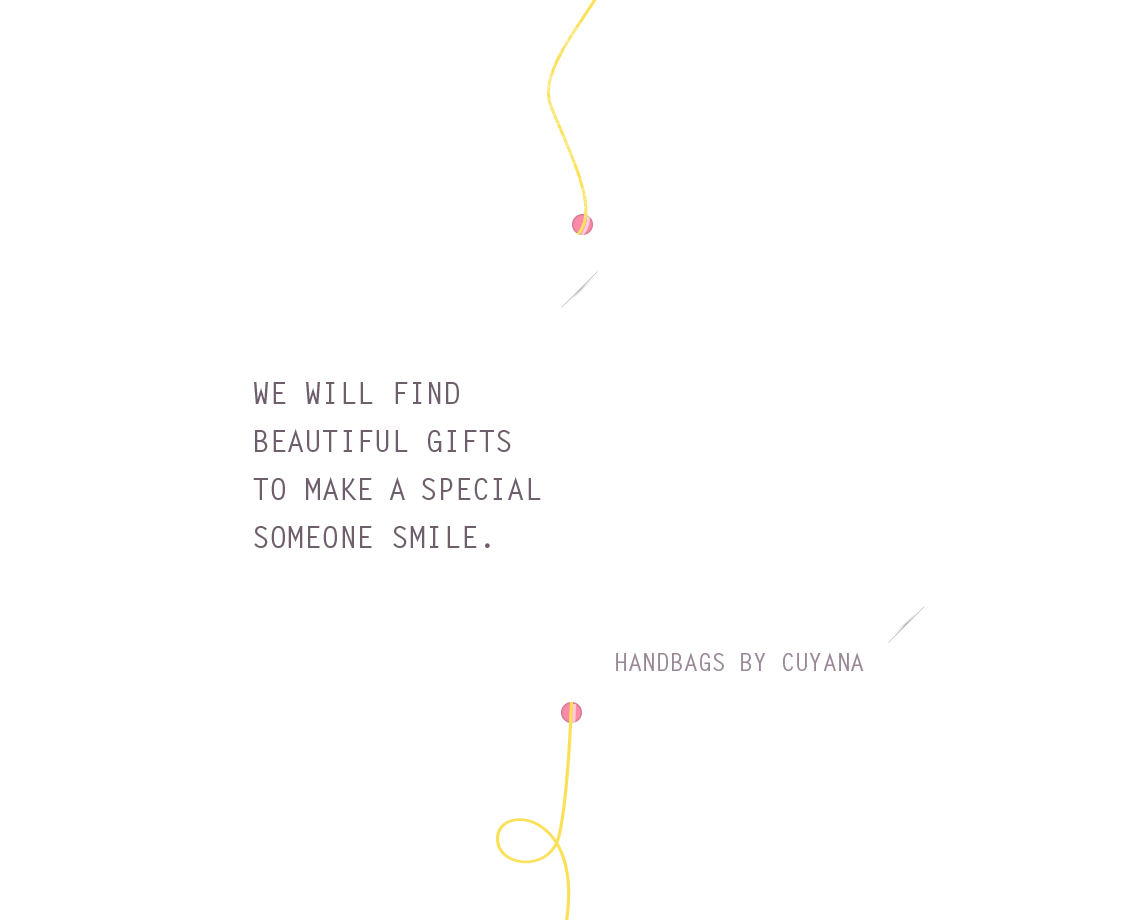 WE WILL FIND
BEAUTIFUL GIFTS
TO MAKE A SPECIAL
SOMEONE SMILE.
HANDBAGS BY CUYANA